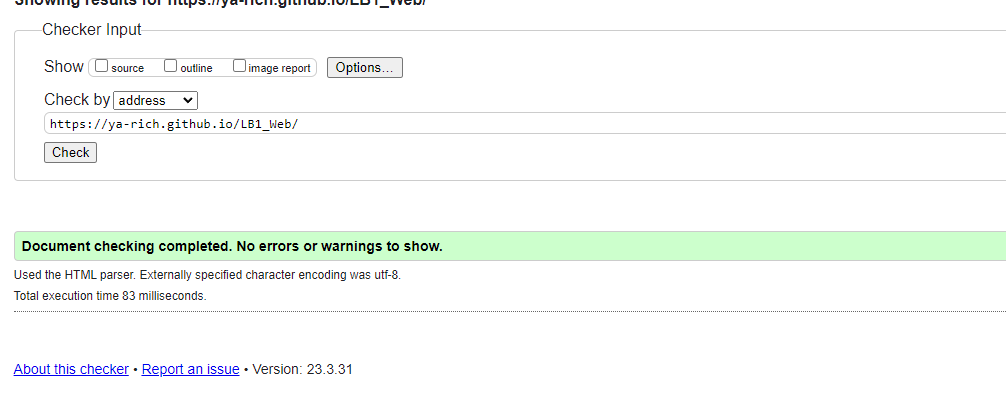 Showing results for https://ya-rich.github.io/LB1_Web/
Checker Input
Show source outline image report Options...
Check by address
https://ya-rich.github.io/LB1_Web/
Check
Document checking completed. No errors or warnings to show.
Used the HTML parser. Externally specified character encoding was utf-8.
Total execution time 83 milliseconds.
About this checker • Report an issue • Version: 23.3.31